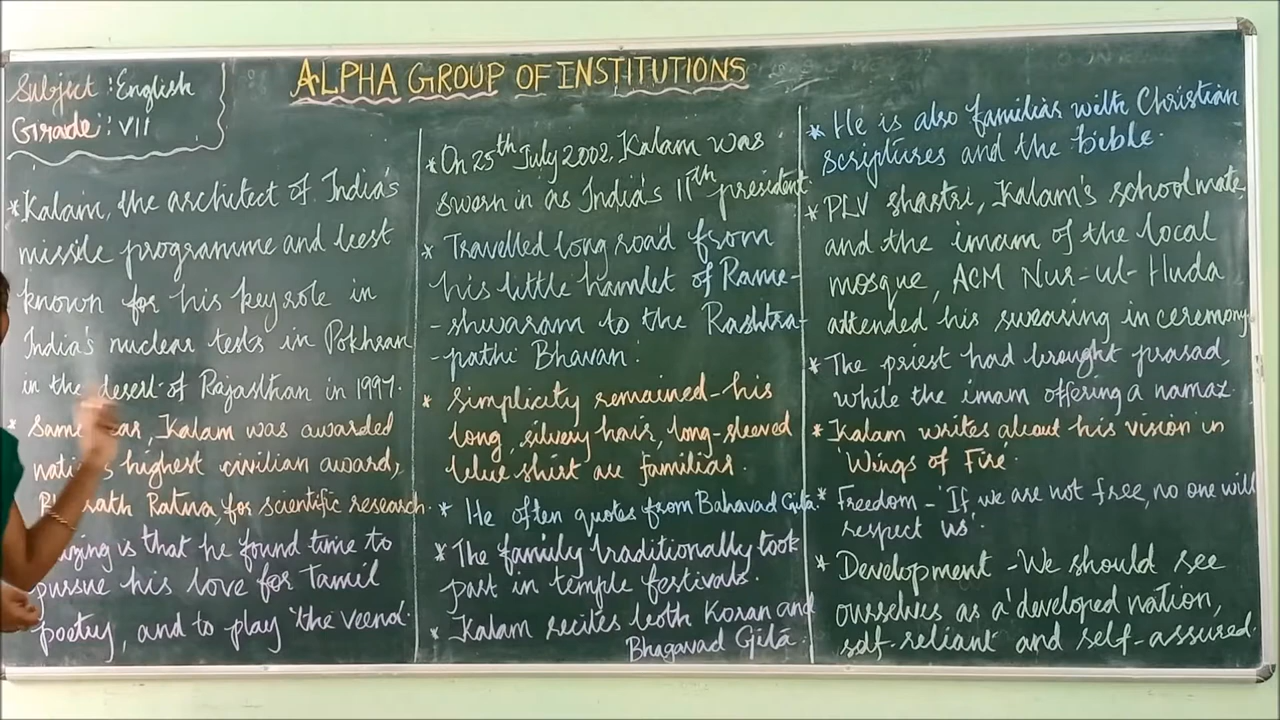 Subject : English
Grade : VII
ALPHA GROUP OF INSTITUTIONS
* Kalam, the architect of India's
missile programme and best
known for his key role in
India's nuclear tests in Pokhran
in the desert of Rajasthan in 1997.
* Same, Kalam was awarded
highest civilian award,
Ratna, for scientific research.
is that he found time to
pursue his love for Tamil
poetry, and to play 'the veena'.
* On 25th July 2002, Kalam was
sworn in as India's 11th president.
* Travelled long road from
his little hamlet of Rame-
-shwaram to the Rashtra-
-pathi Bhavan.
* Simplicity remained - his
long, silvery hair, long-sleeved
blue shirt are familiar.
* He often quotes from Bahavad Gita.
* The family traditionally took
part in temple festivals.
* Kalam recites both Koran and
Bhagavad Gita.
* He is also familiar with Christian
scriptures and the bible.
* PLV shastri, Kalam's schoolmate,
and the imam of the local
mosque, ACM Nur-ul-Huda
attended his swearing in ceremony.
* The priest had brought prasad,
while the imam offering a namaz.
* Kalam writes about his vision in
'Wings of Fire'.
* Freedom - 'If we are not free, no one will
respect us'.
* Development - We should see
ourselves as a 'developed nation,
self-reliant' and self-assured.